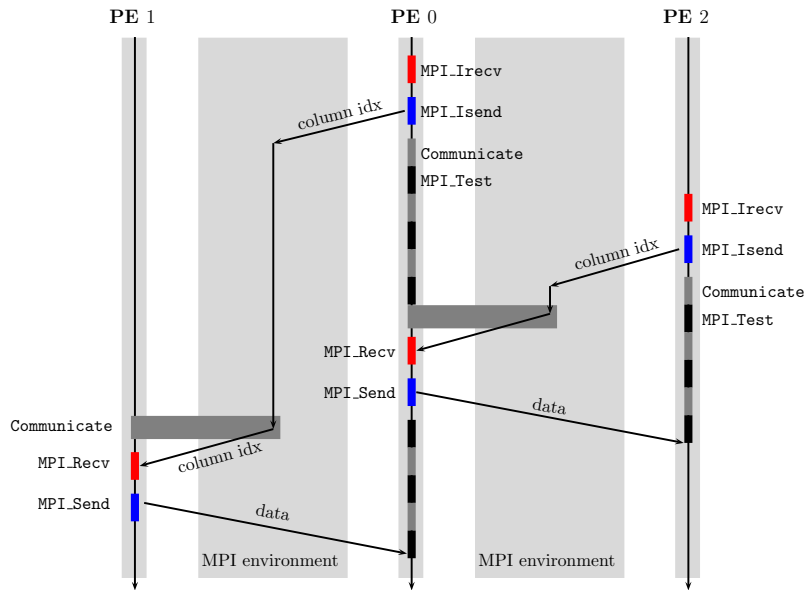 PE 1
PE 0
PE 2
MPI_Irecv
column idx
MPI_Isend
Communicate
MPI_Test
MPI_Irecv
column idx
MPI_Isend
Communicate
MPI_Test
MPI_Recv
MPI_Send
data
Communicate
column idx
MPI_Recv
MPI_Send
data
MPI environment
MPI environment